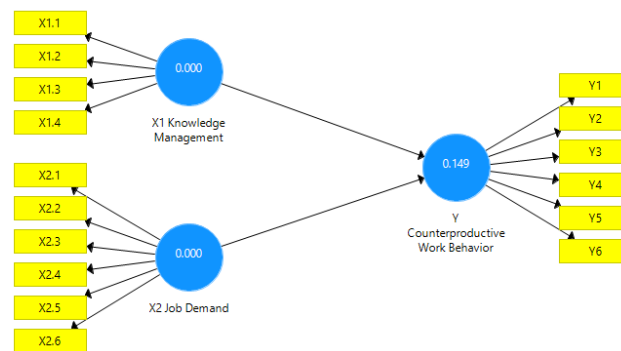 X1.1
X1.2
X1.3
X1.4
0.000
X1 Knowledge
Management
X2.1
X2.2
X2.3
X2.4
X2.5
X2.6
0.000
X2 Job Demand
0.149
Y
Counterproductive
Work Behavior
Y1
Y2
Y3
Y4
Y5
Y6